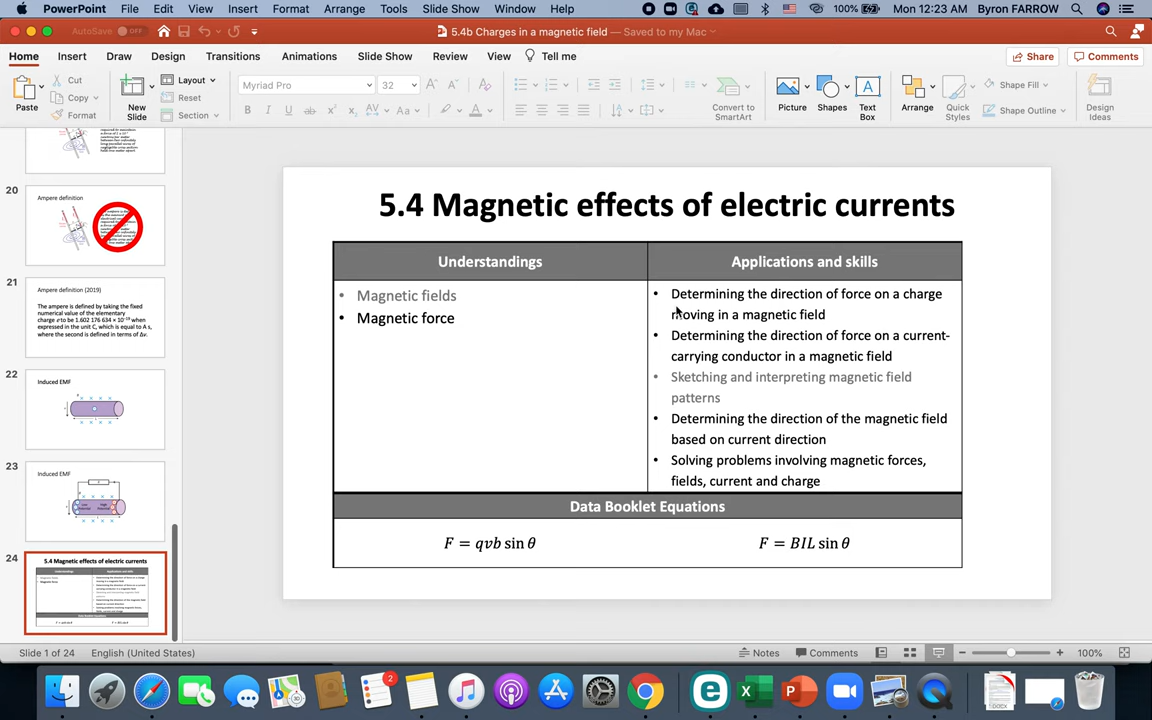 PowerPoint File Edit View Insert Format Arrange Tools Slide Show Window Help 100% Mon 12:23 AM Byron FARROW
AutoSave OFF 5.4b Charges in a magnetic field — Saved to my Mac
Home Insert Draw Design Transitions Animations Slide Show Review View Tell me Share Comments
Paste Cut Copy Format
New Slide Layout Reset Section
Myriad Pro 32
Convert to SmartArt
Picture Shapes Text Box Arrange Quick Styles Shape Fill Shape Outline Design Ideas
20
Ampere definition
21
Ampere definition (2019)
The ampere is defined by taking the fixed
numerical value of the elementary
charge e to be 1.602 176 634 × 10⁻¹⁹ when
expressed in the unit C, which is equal to A s,
where the second is defined in terms of Δν.
22
Induced EMF
23
Induced EMF
24
5.4 Magnetic effects of electric currents
5.4 Magnetic effects of electric currents
Understandings
• Magnetic fields
• Magnetic force
Applications and skills
• Determining the direction of force on a charge
moving in a magnetic field
• Determining the direction of force on a current-
carrying conductor in a magnetic field
• Sketching and interpreting magnetic field
patterns
• Determining the direction of the magnetic field
based on current direction
• Solving problems involving magnetic forces,
fields, current and charge
Data Booklet Equations
F = qvb sin θ
F = BIL sin θ
Slide 1 of 24 English (United States) Notes Comments 100%
2
DOCX